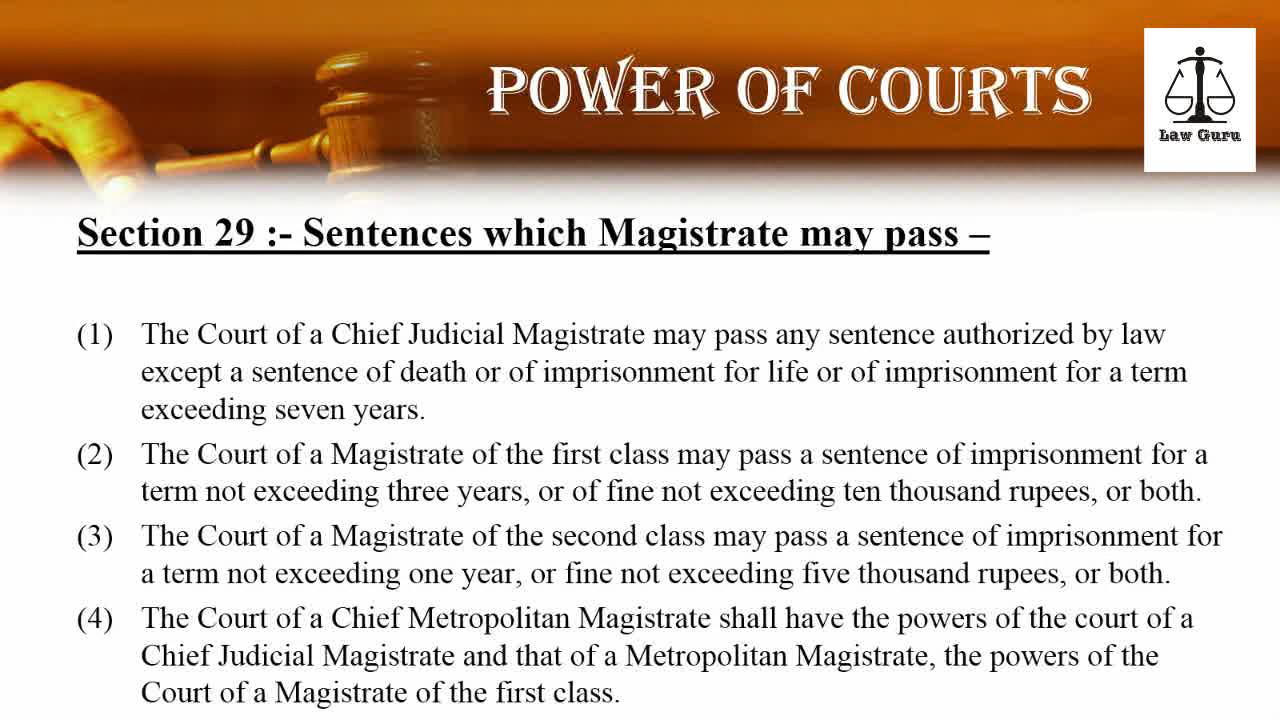 POWER OF COURTS
Law Guru
Section 29 :- Sentences which Magistrate may pass –
(1) The Court of a Chief Judicial Magistrate may pass any sentence authorized by law
except a sentence of death or of imprisonment for life or of imprisonment for a term
exceeding seven years.
(2) The Court of a Magistrate of the first class may pass a sentence of imprisonment for a
term not exceeding three years, or of fine not exceeding ten thousand rupees, or both.
(3) The Court of a Magistrate of the second class may pass a sentence of imprisonment for
a term not exceeding one year, or fine not exceeding five thousand rupees, or both.
(4) The Court of a Chief Metropolitan Magistrate shall have the powers of the court of a
Chief Judicial Magistrate and that of a Metropolitan Magistrate, the powers of the
Court of a Magistrate of the first class.